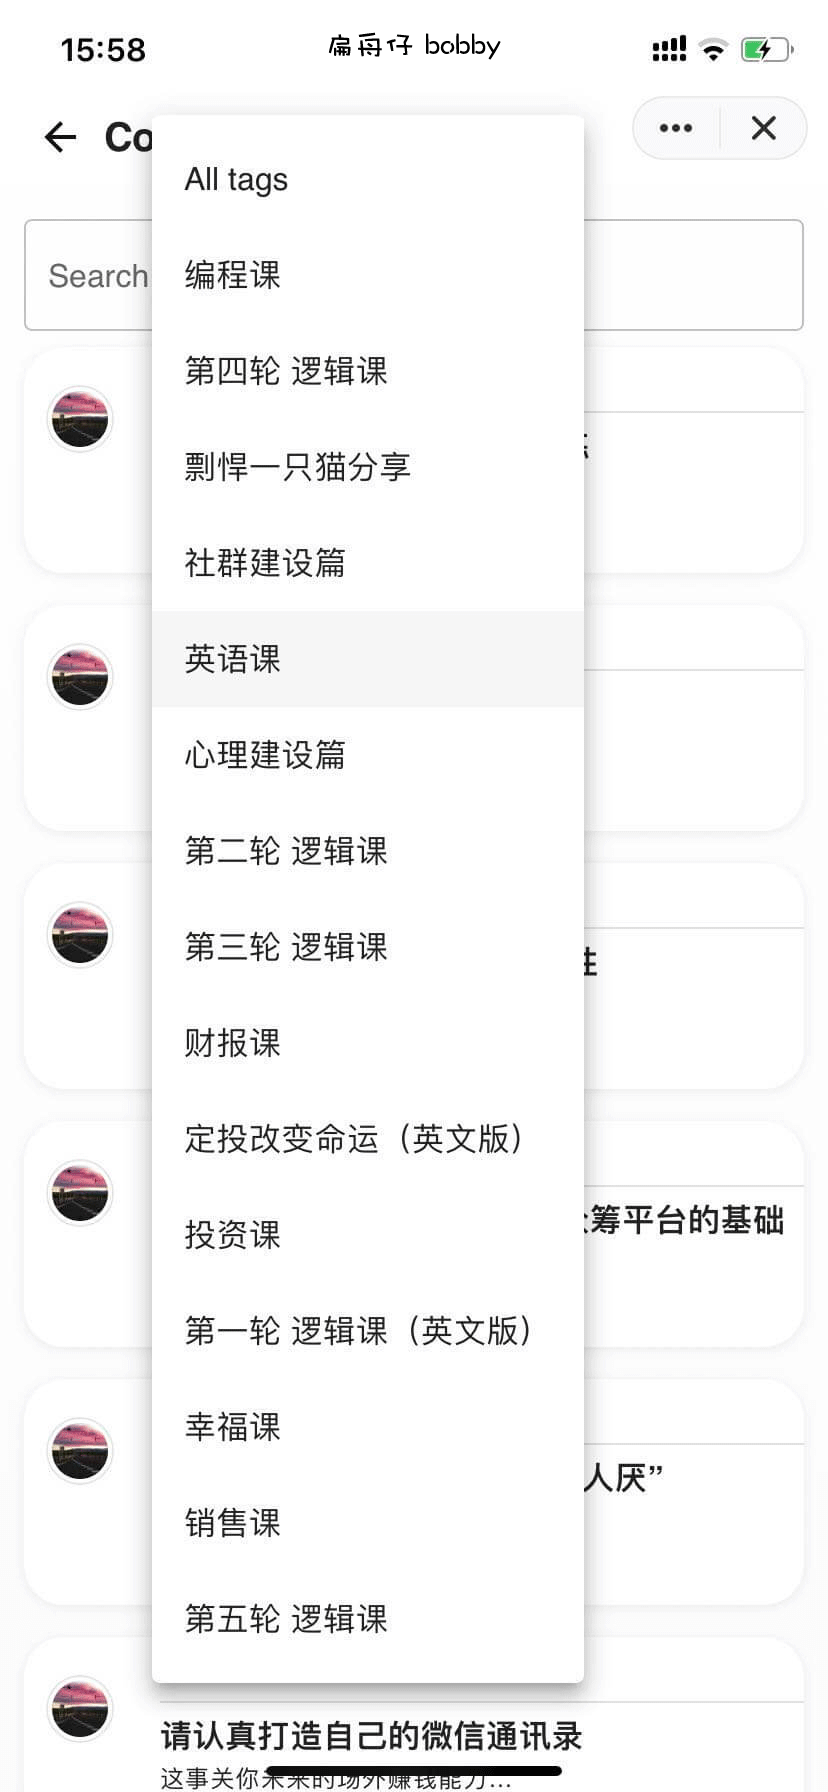 15:58
扁舟仔 bobby
Co
All tags
Search
编程课
第四轮 逻辑课
剽悍一只猫分享
社群建设篇
英语课
心理建设篇
第二轮 逻辑课
第三轮 逻辑课
财报课
定投改变命运（英文版）
投资课
筹平台的基础
第一轮 逻辑课（英文版）
幸福课
人厌”
销售课
第五轮 逻辑课
请认真打造自己的微信通讯录
这事关你未来的场外赚钱能力...